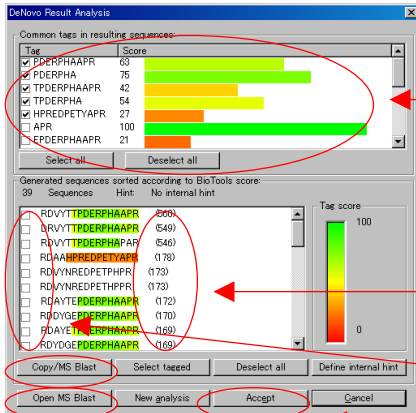 DeNovo Result Analysis
Common tags in resulting sequences:
Tag Score
PDERPHAAPR 63
PDERPHA 75
TPDERPHAAPR 42
TPDERPHA 54
HPREDPETYAPR 27
APR 100
EPDERPHAAPR 21
Select all Deselect all
Generated sequences sorted according to BioTools score:
39 Sequences Hint: No internal hint
Tag score
RDVYTTPDERPHAAPR (566)
DRVYTTPDERPHAAPR (549)
RDVYTTPDERPHAPAR (546)
RDAAHPREDPETYAPR (178)
RDVYNREDPETPHPR (173)
RDVYNREDPETHPPR (173)
RDAYTEPDERPHAAPR (172)
RDDYGEPDERPHAAPR (170)
RDAYETPDERPHAAPR (169)
RDYDGEPDERPHAAPR (169)
100
0
Copy/MS Blast Select tagged Deselect all Define internal hint
Open MS Blast New analysis Accept Cancel